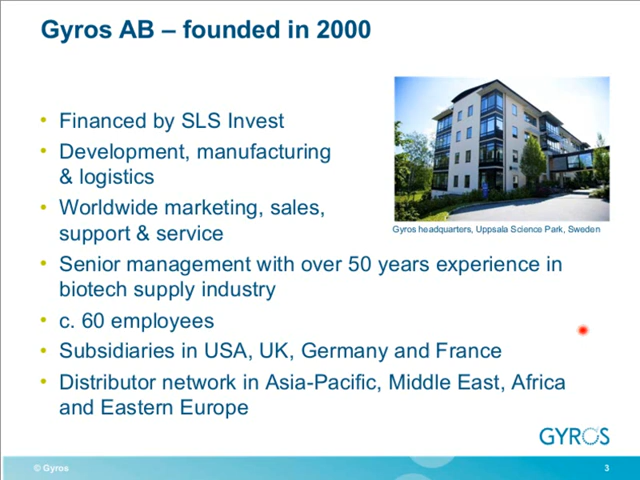 Gyros AB – founded in 2000
• Financed by SLS Invest
• Development, manufacturing
& logistics
• Worldwide marketing, sales,
support & service
Gyros headquarters, Uppsala Science Park, Sweden
• Senior management with over 50 years experience in
biotech supply industry
• c. 60 employees
• Subsidiaries in USA, UK, Germany and France
• Distributor network in Asia-Pacific, Middle East, Africa
and Eastern Europe
GYROS
© Gyros
3